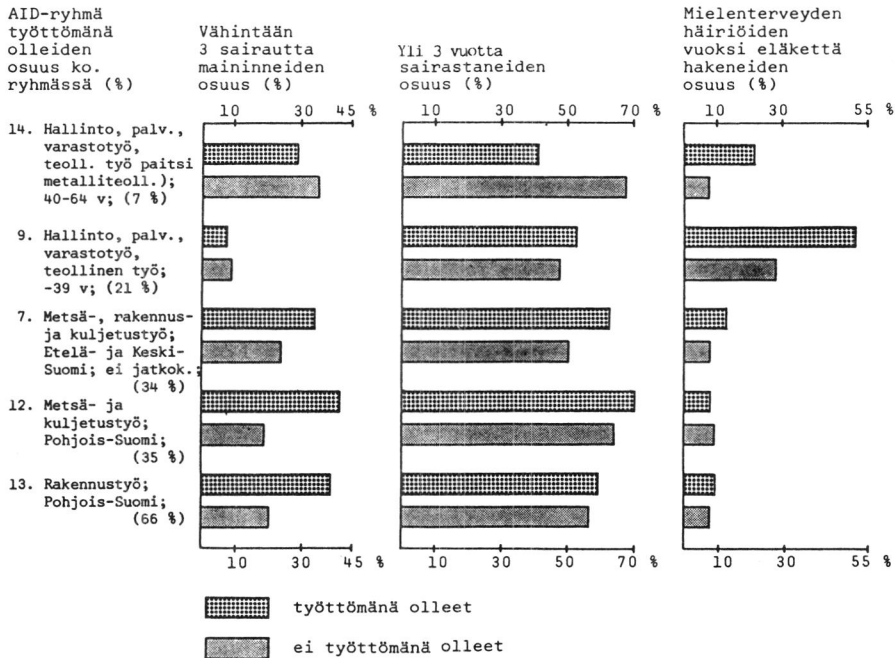 AID-ryhmä
työttömänä
olleiden
osuus ko.
ryhmässä (%)
Vähintään
3 sairautta
maininneiden
osuus (%)
Yli 3 vuotta
sairastaneiden
osuus (%)
Mielenterveyden
häiriöiden
vuoksi eläkettä
hakeneiden
osuus (%)
10 30 45 %
10 30 50 70 %
10 55 %
14. Hallinto, palv.,
varastotyö,
teoll. työ paitsi
metalliteoll.);
40-64 v; (7 %)
9. Hallinto, palv.,
varastotyö,
teollinen työ;
-39 v; (21 %)
7. Metsä-, rakennus-
ja kuljetustyö;
Etelä- ja Keski-
Suomi; ei jatkok.;
(34 %)
12. Metsä- ja
kuljetustyö;
Pohjois-Suomi;
(35 %)
13. Rakennustyö;
Pohjois-Suomi;
(66 %)
10 30 45 %
10 30 50 70 %
10 55 %
työttömänä olleet
ei työttömänä olleet